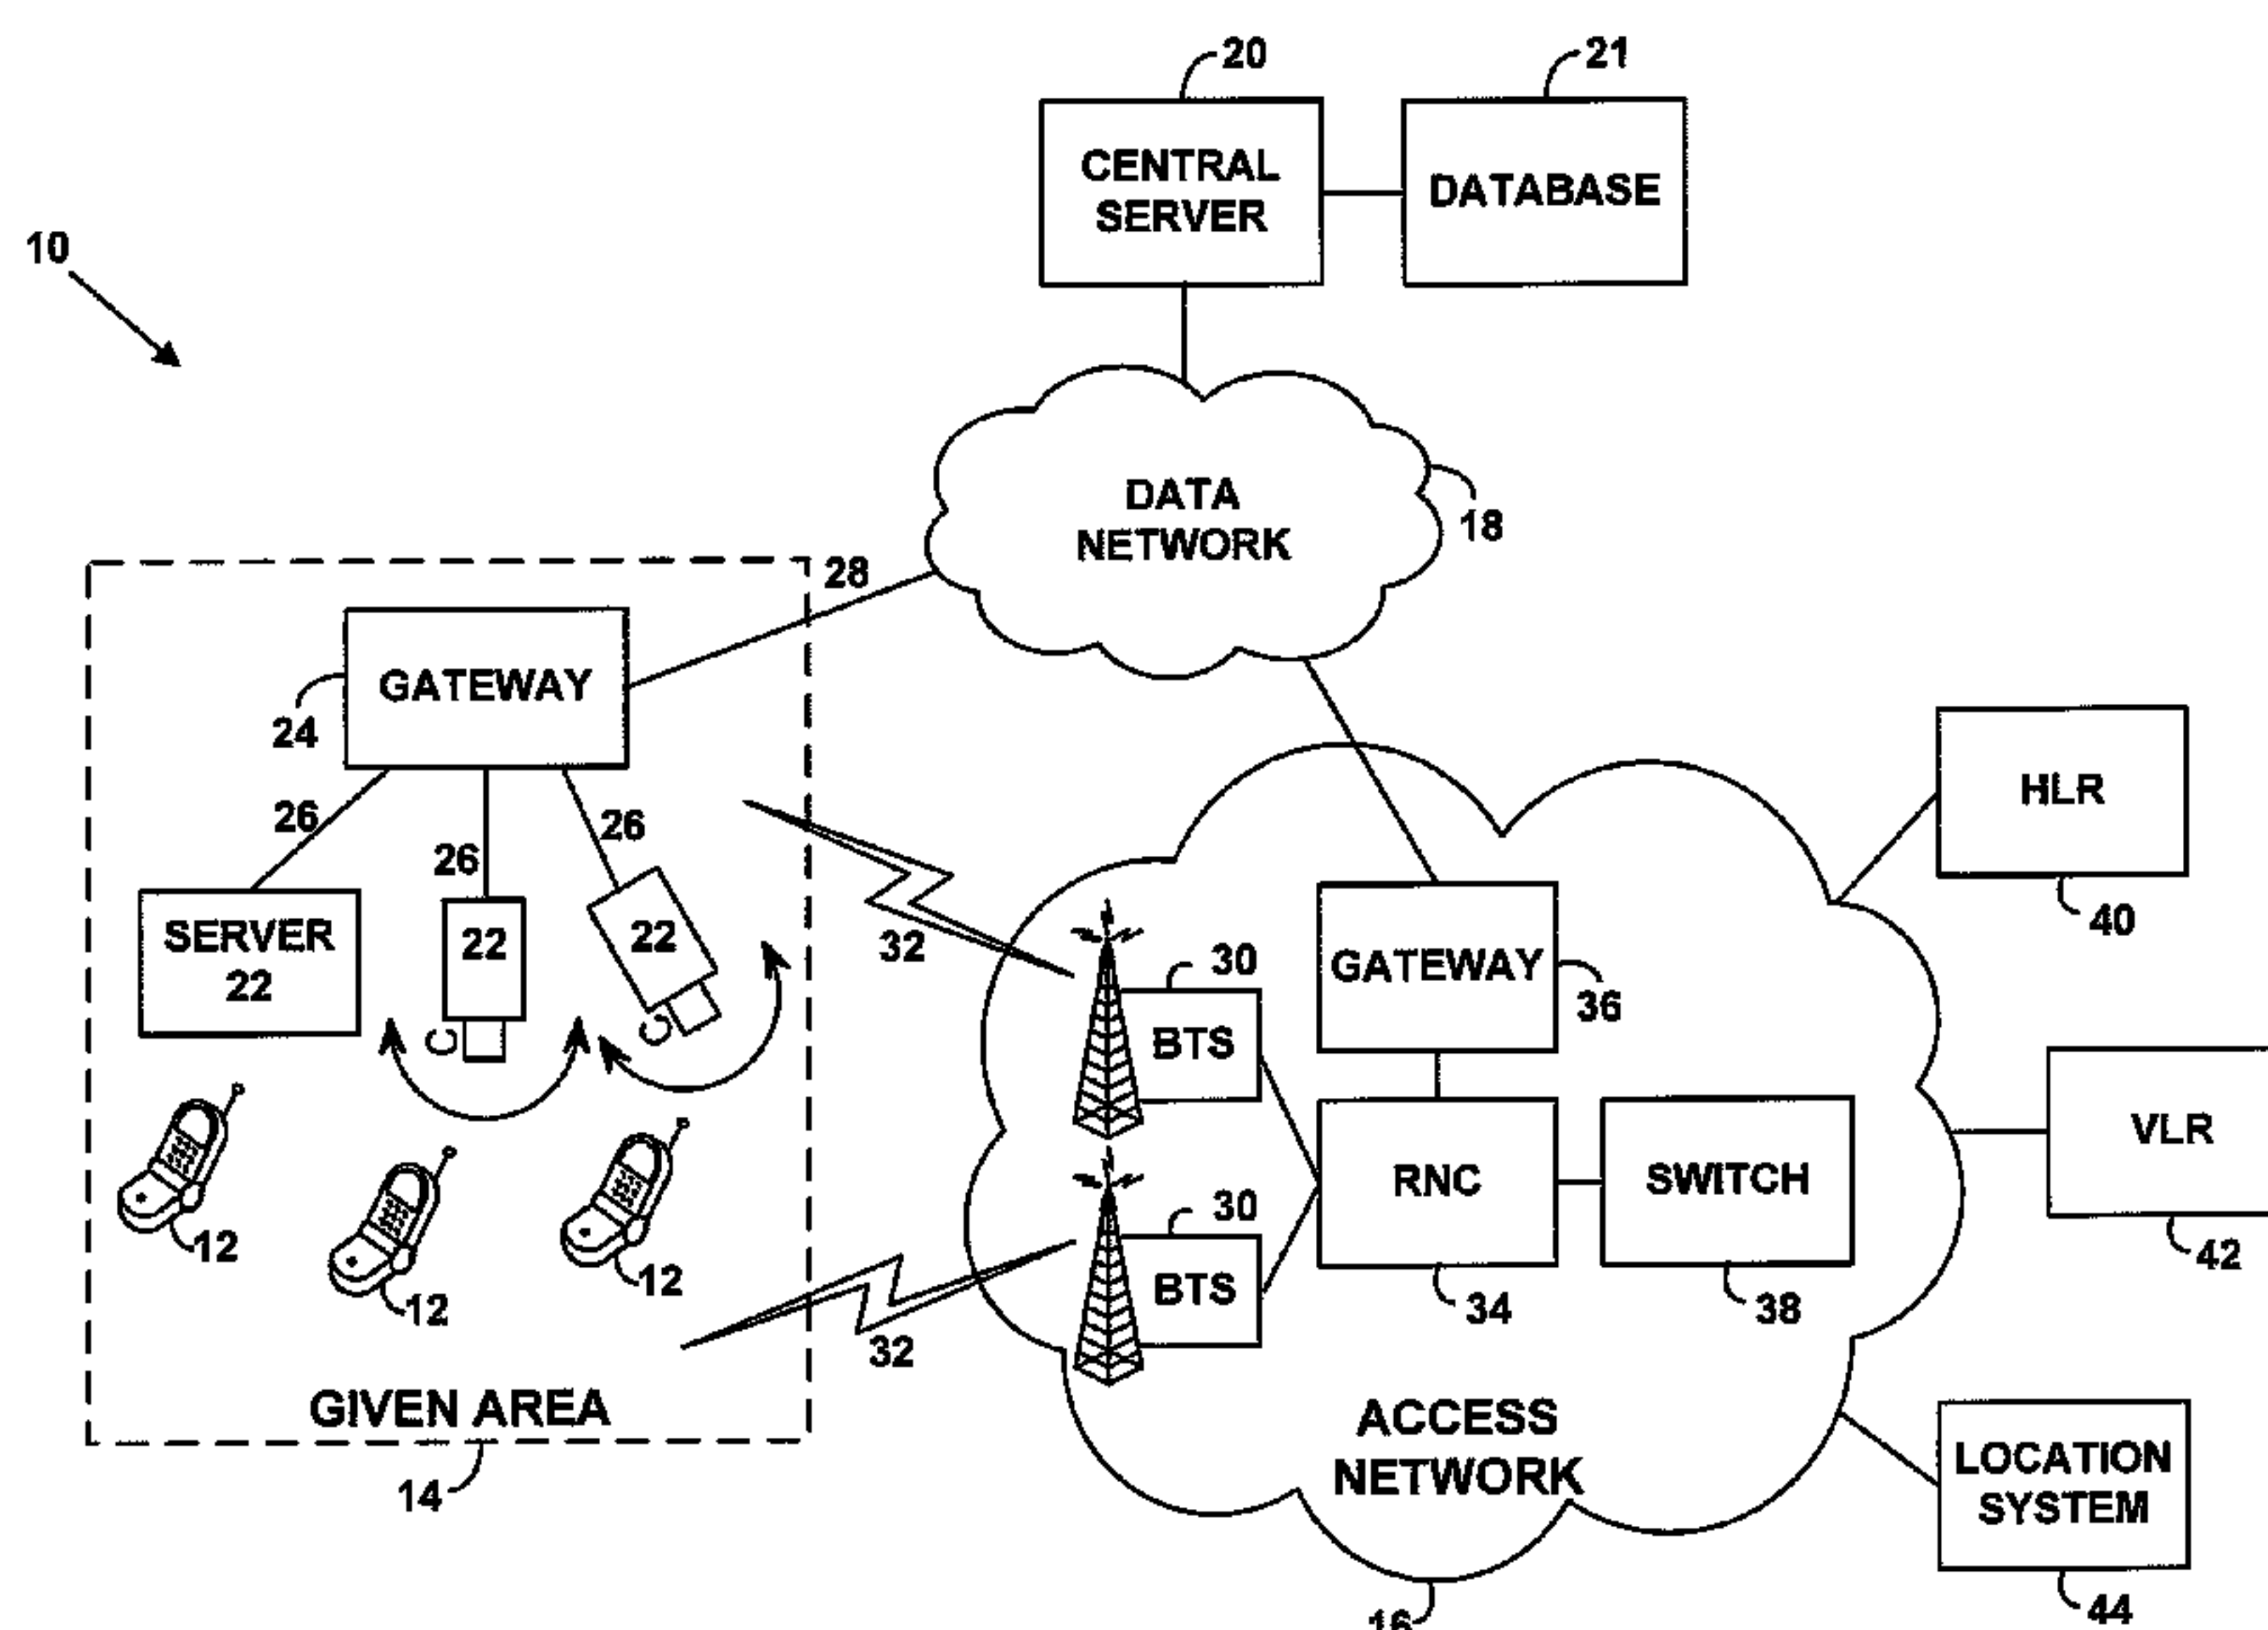 20
21
CENTRAL
SERVER
DATABASE
10
DATA
NETWORK
18
28
GATEWAY
24
26
26
26
HLR
40
SERVER
22
22
22
C
C
32
30
BTS
GATEWAY
36
RNC
34
SWITCH
38
VLR
42
12
12
12
30
BTS
32
GIVEN AREA
14
ACCESS
NETWORK
16
LOCATION
SYSTEM
44